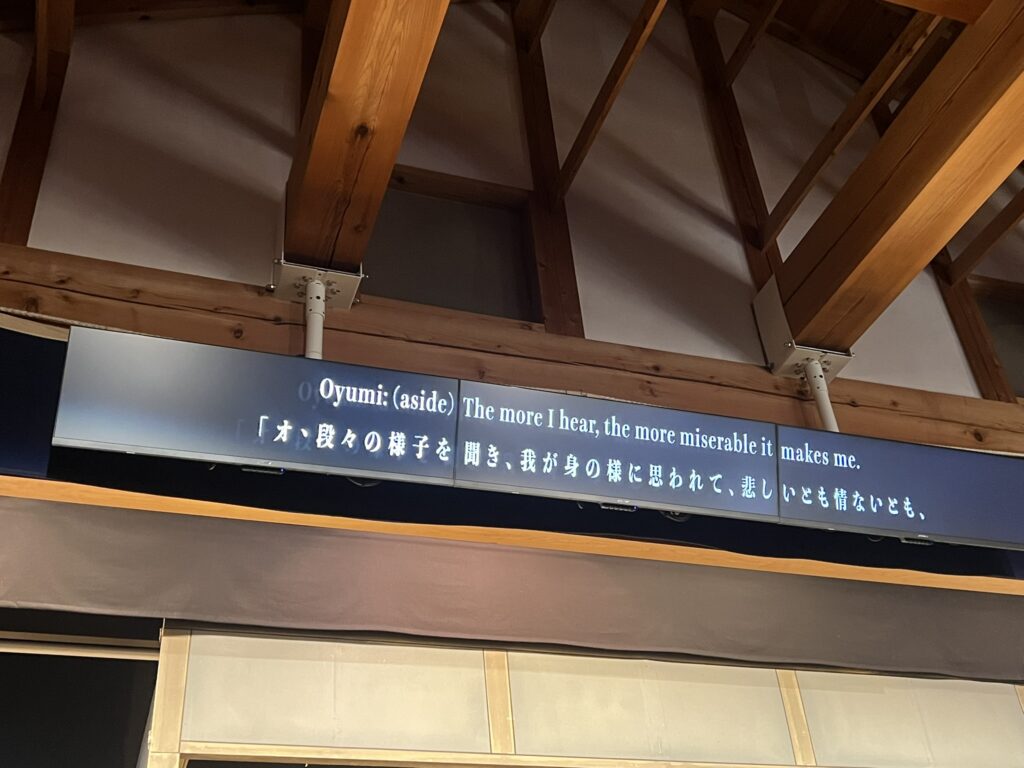 Oyumi: (aside) The more I hear, the more miserable it makes me.
「オヽ段々の様子を聞き、我が身の様に思われて、悲しいとも情ないとも、